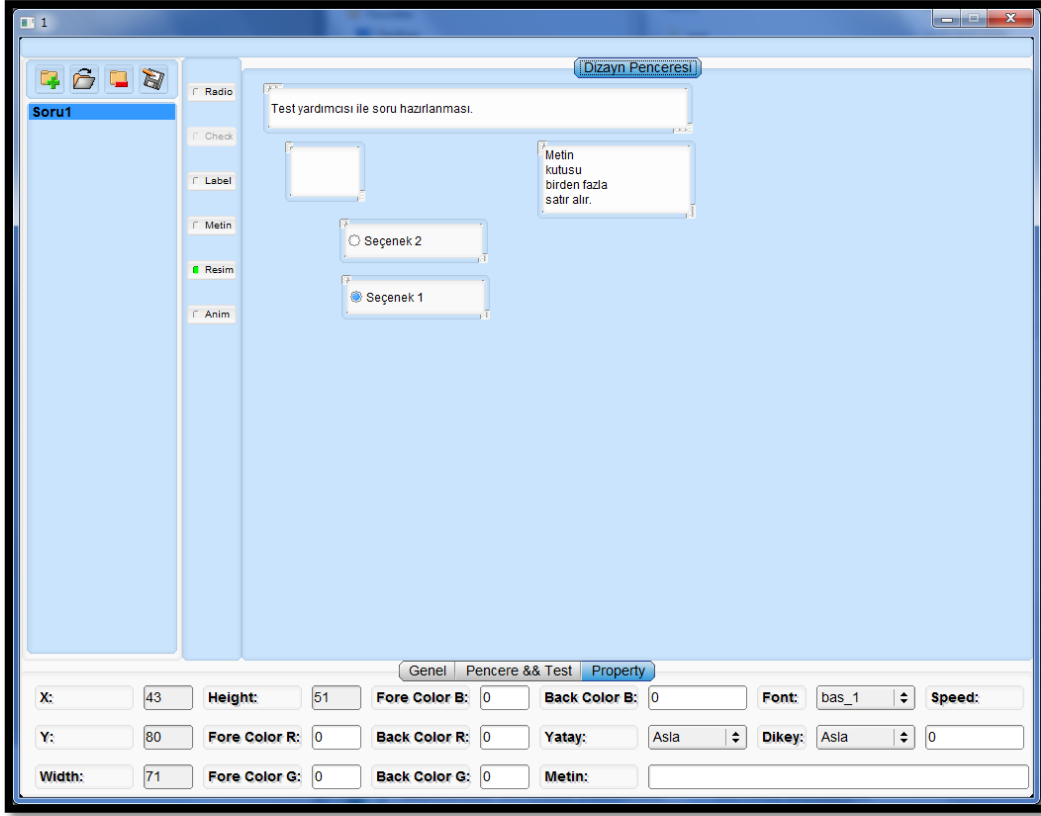 1
Dizayn Penceresi
Soru1
Radio
Check
Label
Metin
Resim
Anim
Test yardımcısı ile soru hazırlanması.
Metin
kutusu
birden fazla
satır alır.
Seçenek 2
Seçenek 1
Genel Pencere && Test Property
X: 43 Height: 51 Fore Color B: 0 Back Color B: 0 Font: bas_1 Speed:
Y: 80 Fore Color R: 0 Back Color R: 0 Yatay: Asla Dikey: Asla 0
Width: 71 Fore Color G: 0 Back Color G: 0 Metin: